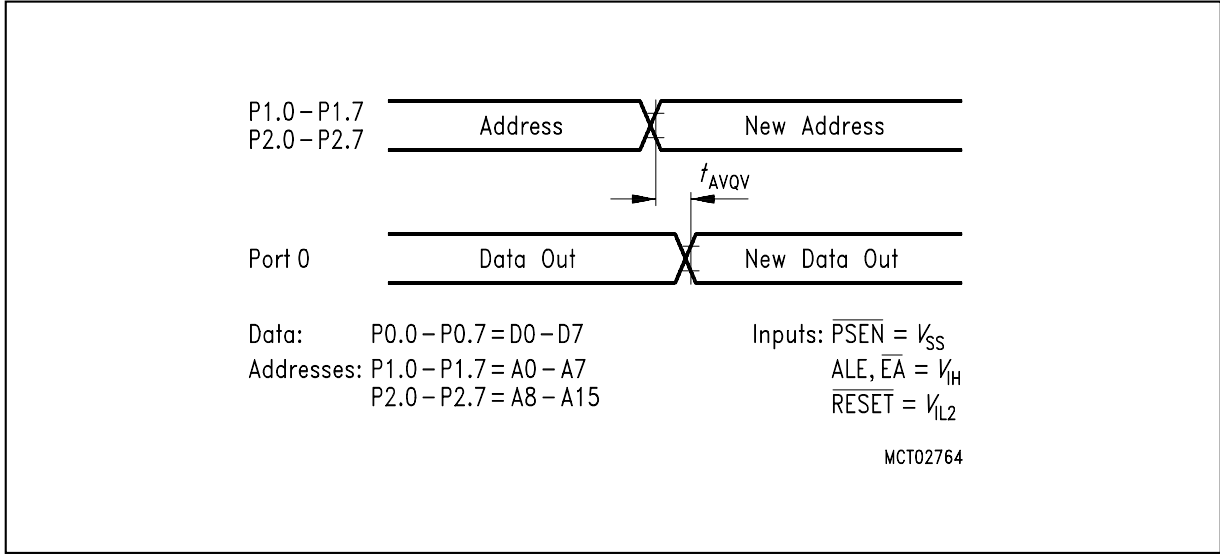 P1.0 – P1.7
P2.0 – P2.7
Address
New Address
t AVQV
Port 0
Data Out
New Data Out
Data: P0.0 – P0.7 = D0 – D7
Addresses: P1.0 – P1.7 = A0 – A7
P2.0 – P2.7 = A8 – A15
Inputs: PSEN = VSS
ALE, EA = VIH
RESET = VIL2
MCT02764